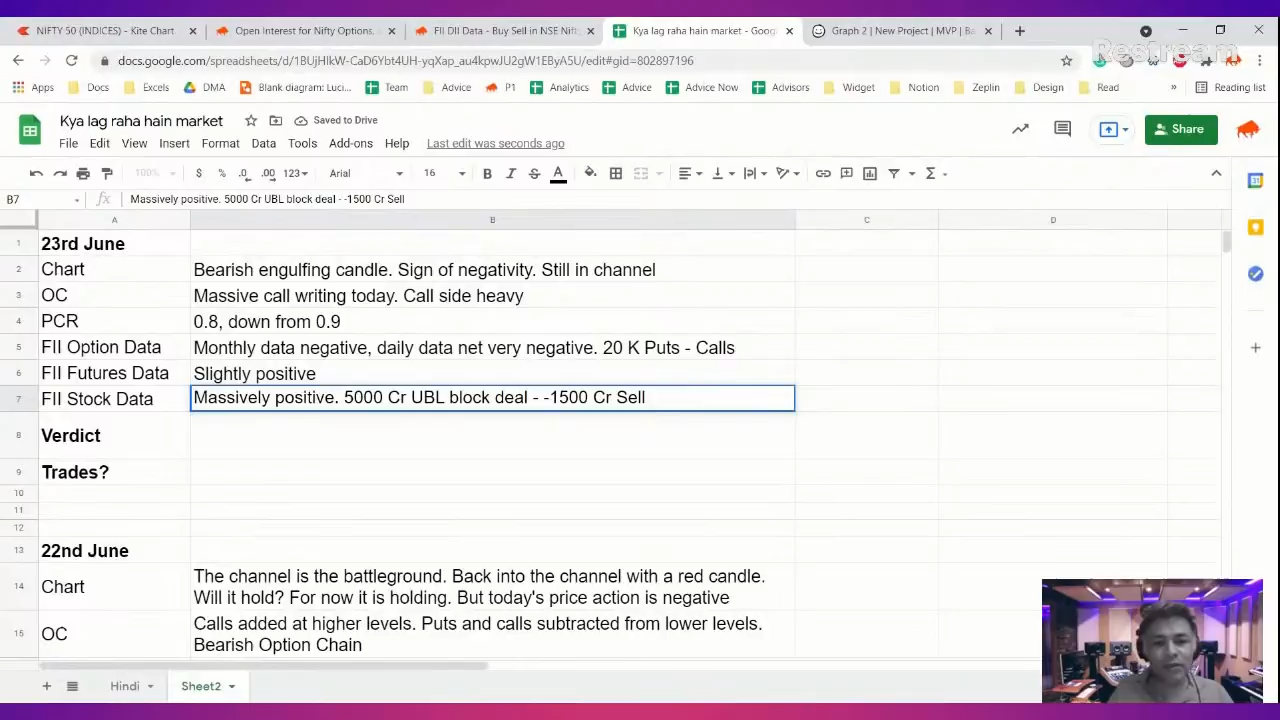 NIFTY 50 (INDICES) - Kite Chart
Open Interest for Nifty Options,
FII DII Data - Buy Sell in NSE Nift
Kya lag raha hain market - Goog
Graph 2 | New Project | MVP | Ba
Restream
docs.google.com/spreadsheets/d/
/edit#gid=802897196
Apps
Docs
Excels
DMA
Blank diagram: Luci...
Team
Advice
P1
Analytics
Advice
Advice Now
Advisors
Widget
Notion
Zeplin
Design
Read
Reading list
Kya lag raha hain market
Saved to Drive
File Edit View Insert Format Data Tools Add-ons Help Last edit was seconds ago
Share
100% $ % .0 .00 123 Arial 16 B I S A
B7 fx Massively positive. 5000 Cr UBL block deal - -1500 Cr Sell
A B C D
1 23rd June
2 Chart Bearish engulfing candle. Sign of negativity. Still in channel
3 OC Massive call writing today. Call side heavy
4 PCR 0.8, down from 0.9
5 FII Option Data Monthly data negative, daily data net very negative. 20 K Puts - Calls
6 FII Futures Data Slightly positive
7 FII Stock Data Massively positive. 5000 Cr UBL block deal - -1500 Cr Sell
8 Verdict
9 Trades?
10
11
12
13 22nd June
14 Chart The channel is the battleground. Back into the channel with a red candle.
Will it hold? For now it is holding. But today's price action is negative
15 OC Calls added at higher levels. Puts and calls subtracted from lower levels.
Bearish Option Chain
Hindi Sheet2